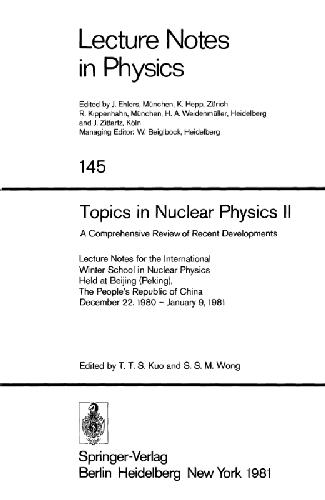 Lecture Notes
in Physics
Edited by J. Ehlers, München, K. Hepp, Zürich
R. Kippenhahn, München, H. A. Weidenmüller, Heidelberg
and J. Zittartz, Köln
Managing Editor: W. Beiglböck, Heidelberg
145
Topics in Nuclear Physics II
A Comprehensive Review of Recent Developments
Lecture Notes for the International
Winter School in Nuclear Physics
Held at Beijing (Peking),
The People's Republic of China
December 22, 1980 – January 9, 1981
Edited by T. T. S. Kuo and S. S. M. Wong
Springer-Verlag
Berlin Heidelberg New York 1981